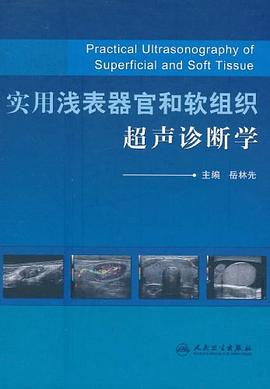 Practical Ultrasonography of
Superficial and Soft Tissue
实用浅表器官和软组织
超声诊断学
主编 岳林先
人民卫生出版社